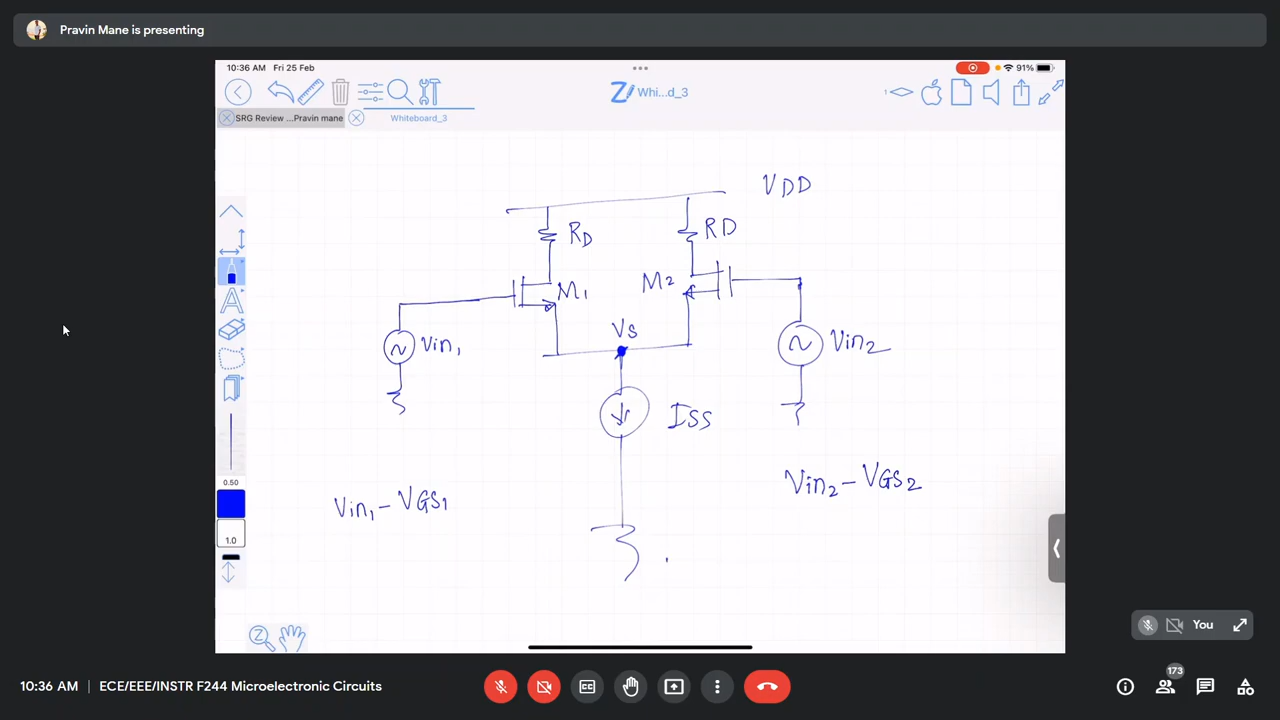 Pravin Mane is presenting
10:36 AM Fri 25 Feb
91%
Whi...d_3
SRG Review ...Pravin mane
Whiteboard_3
VDD
RD
RD
M1
M2
Vs
Vin1
Vin2
ISS
Vin1 - VGS1
Vin2 - VGS2
0.50
1.0
You
173
10:36 AM | ECE/EEE/INSTR F244 Microelectronic Circuits